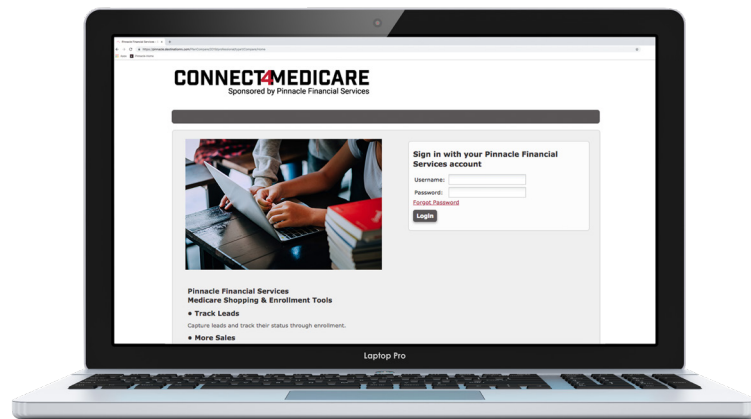 CONNECT4MEDICARE
Sponsored by Pinnacle Financial Services
Sign in with your Pinnacle Financial
Services account
Username:
Password:
Forgot Password
Login
Pinnacle Financial Services
Medicare Shopping & Enrollment Tools
• Track Leads
Capture leads and track their status through enrollment.
• More Sales
Laptop Pro